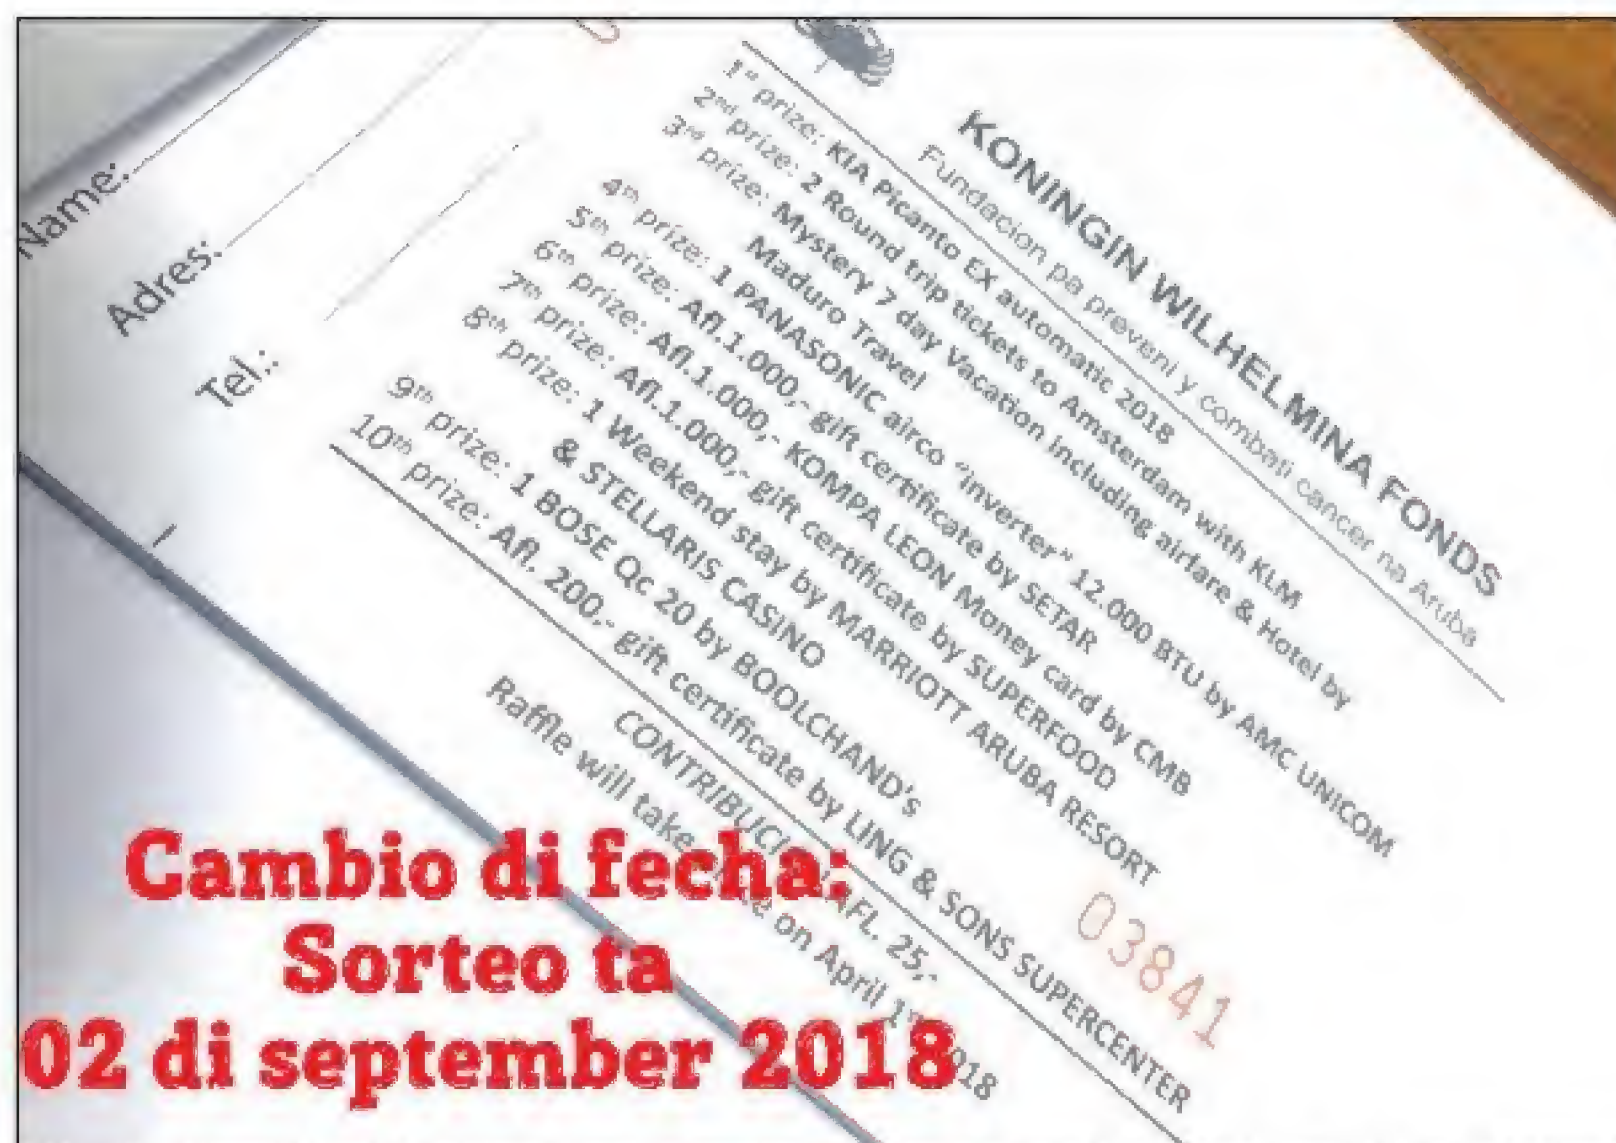 KONINGIN WILHELMINA FONDS
Fundacion pa preveni y combati cancer na Aruba
1st prize: KIA Picanto EX automatic 2018
2nd prize: 2 Round trip tickets to Amsterdam with KLM
3rd prize: Mystery 7 day Vacation including airfare & Hotel by
Maduro Travel
4th prize: 1 PANASONIC airco "inverter" 12.000 BTU by AMC UNICOM
5th prize: Afl.1.000,- gift certificate by SETAR
6th prize: Afl.1.000,- KOMPA LEON Money card by CMB
7th prize: Afl.1.000,- gift certificate by SUPERFOOD
8th prize: 1 Weekend stay by MARRIOTT ARUBA RESORT
& STELLARIS CASINO
9th prize: 1 BOSE Qc 20 by BOOLCHAND's
10th prize: Afl. 200,- gift certificate by LING & SONS SUPERCENTER
AFL. 25,-
Raffle will take on April 1st
03841
Name:
Adres:
Tel.:
Cambio di fecha:
Sorteo ta
02 di september 2018